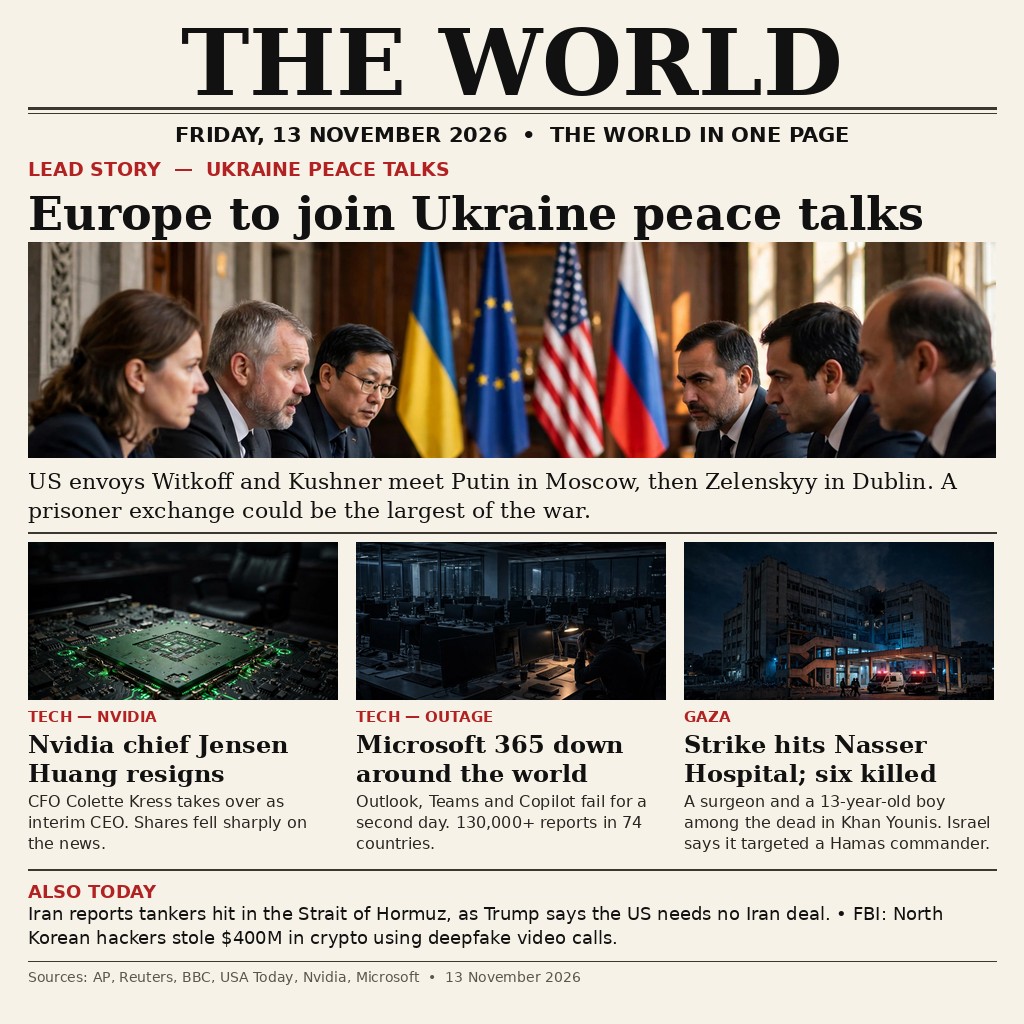 THE WORLD
FRIDAY, 13 NOVEMBER 2026 • THE WORLD IN ONE PAGE
LEAD STORY — UKRAINE PEACE TALKS
Europe to join Ukraine peace talks
US envoys Witkoff and Kushner meet Putin in Moscow, then Zelenskyy in Dublin. A
prisoner exchange could be the largest of the war.
TECH — NVIDIA
Nvidia chief Jensen
Huang resigns
CFO Colette Kress takes over as
interim CEO. Shares fell sharply on
the news.
TECH — OUTAGE
Microsoft 365 down
around the world
Outlook, Teams and Copilot fail for a
second day. 130,000+ reports in 74
countries.
GAZA
Strike hits Nasser
Hospital; six killed
A surgeon and a 13-year-old boy
among the dead in Khan Younis. Israel
says it targeted a Hamas commander.
ALSO TODAY
Iran reports tankers hit in the Strait of Hormuz, as Trump says the US needs no Iran deal. • FBI: North
Korean hackers stole $400M in crypto using deepfake video calls.
Sources: AP, Reuters, BBC, USA Today, Nvidia, Microsoft • 13 November 2026